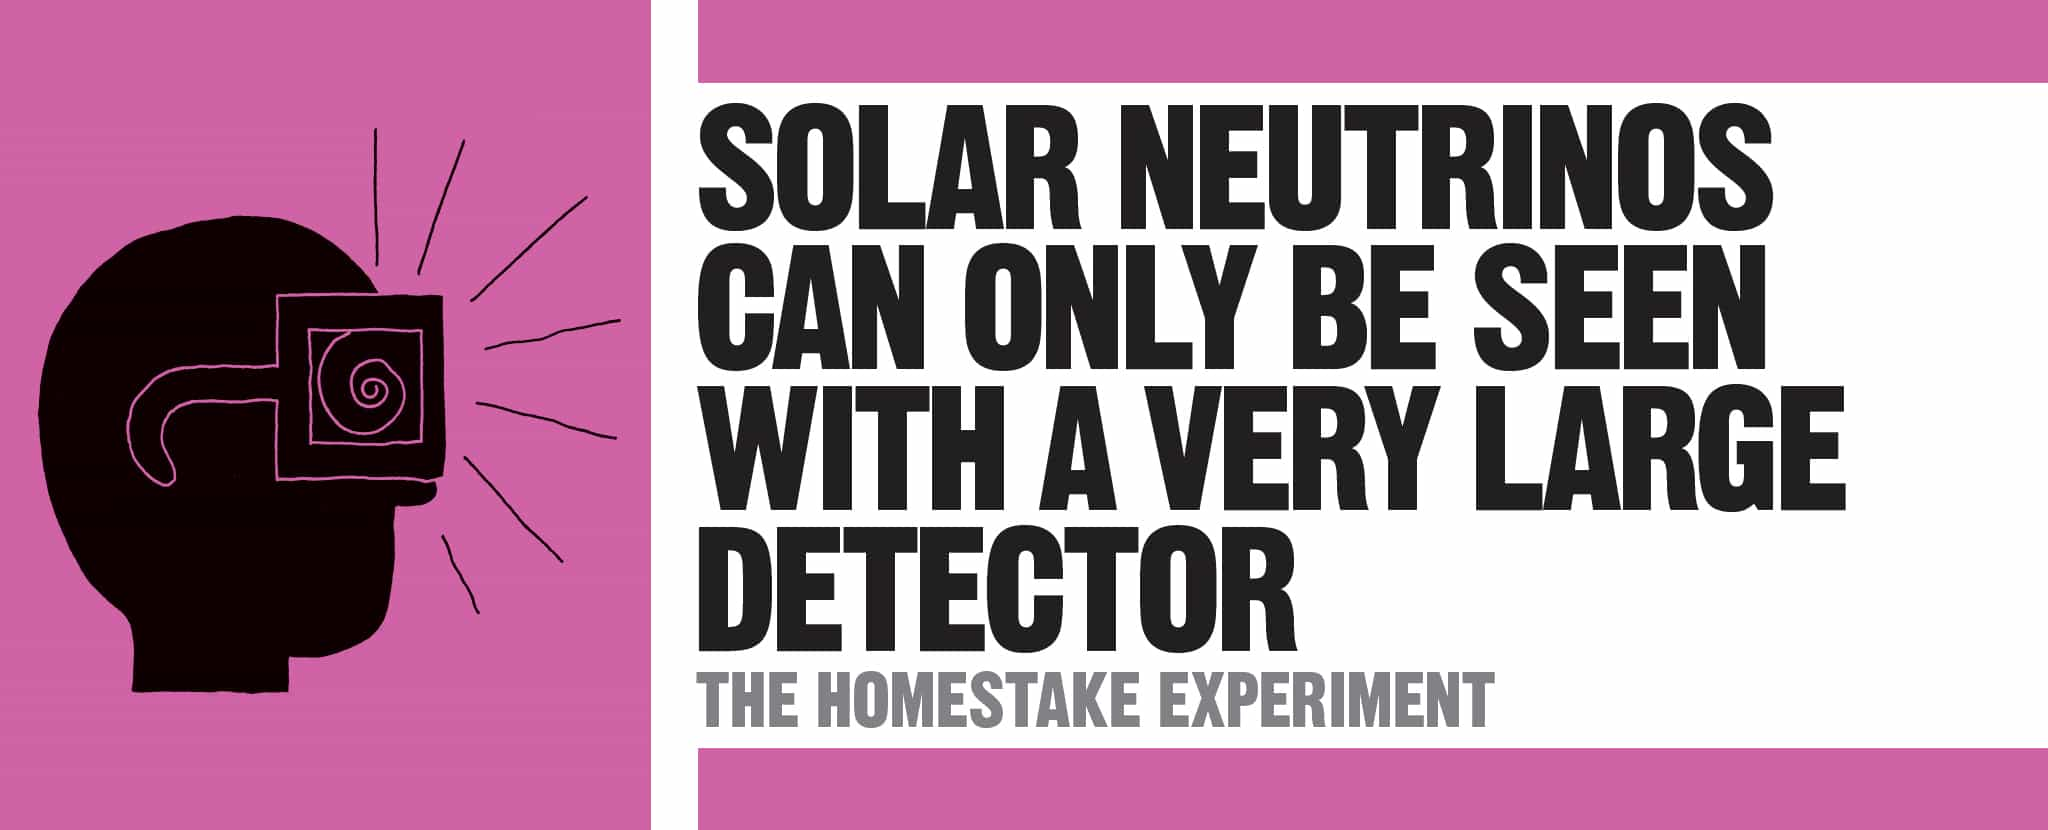 SOLAR NEUTRINOS
CAN ONLY BE SEEN
WITH A VERY LARGE
DETECTOR
THE HOMESTAKE EXPERIMENT